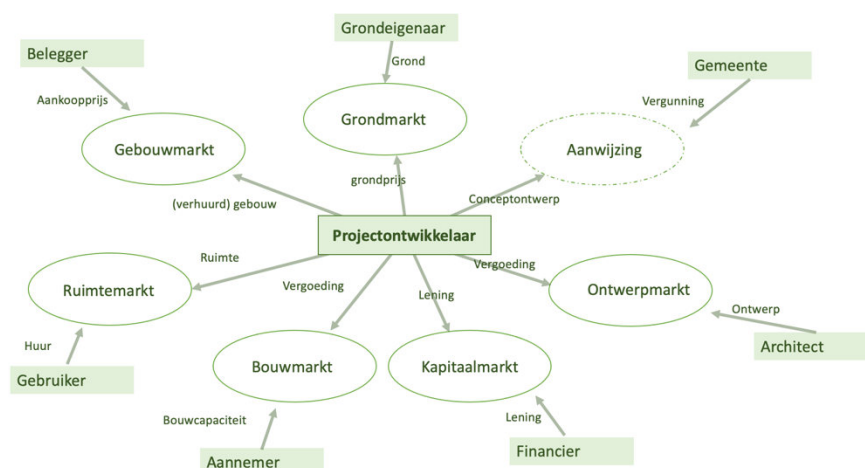 Grondeigenaar
Belegger
Grond
Gemeente
Aankoopprijs
Vergunning
Grondmarkt
Gebouwmarkt
Aanwijzing
grondprijs
(verhuurd) gebouw
Conceptontwerp
Projectontwikkelaar
Ruimte
Vergoeding
Vergoeding
Lening
Ruimtemarkt
Ontwerpmarkt
Ontwerp
Huur
Architect
Gebruiker
Bouwmarkt
Kapitaalmarkt
Bouwcapaciteit
Lening
Financier
Aannemer